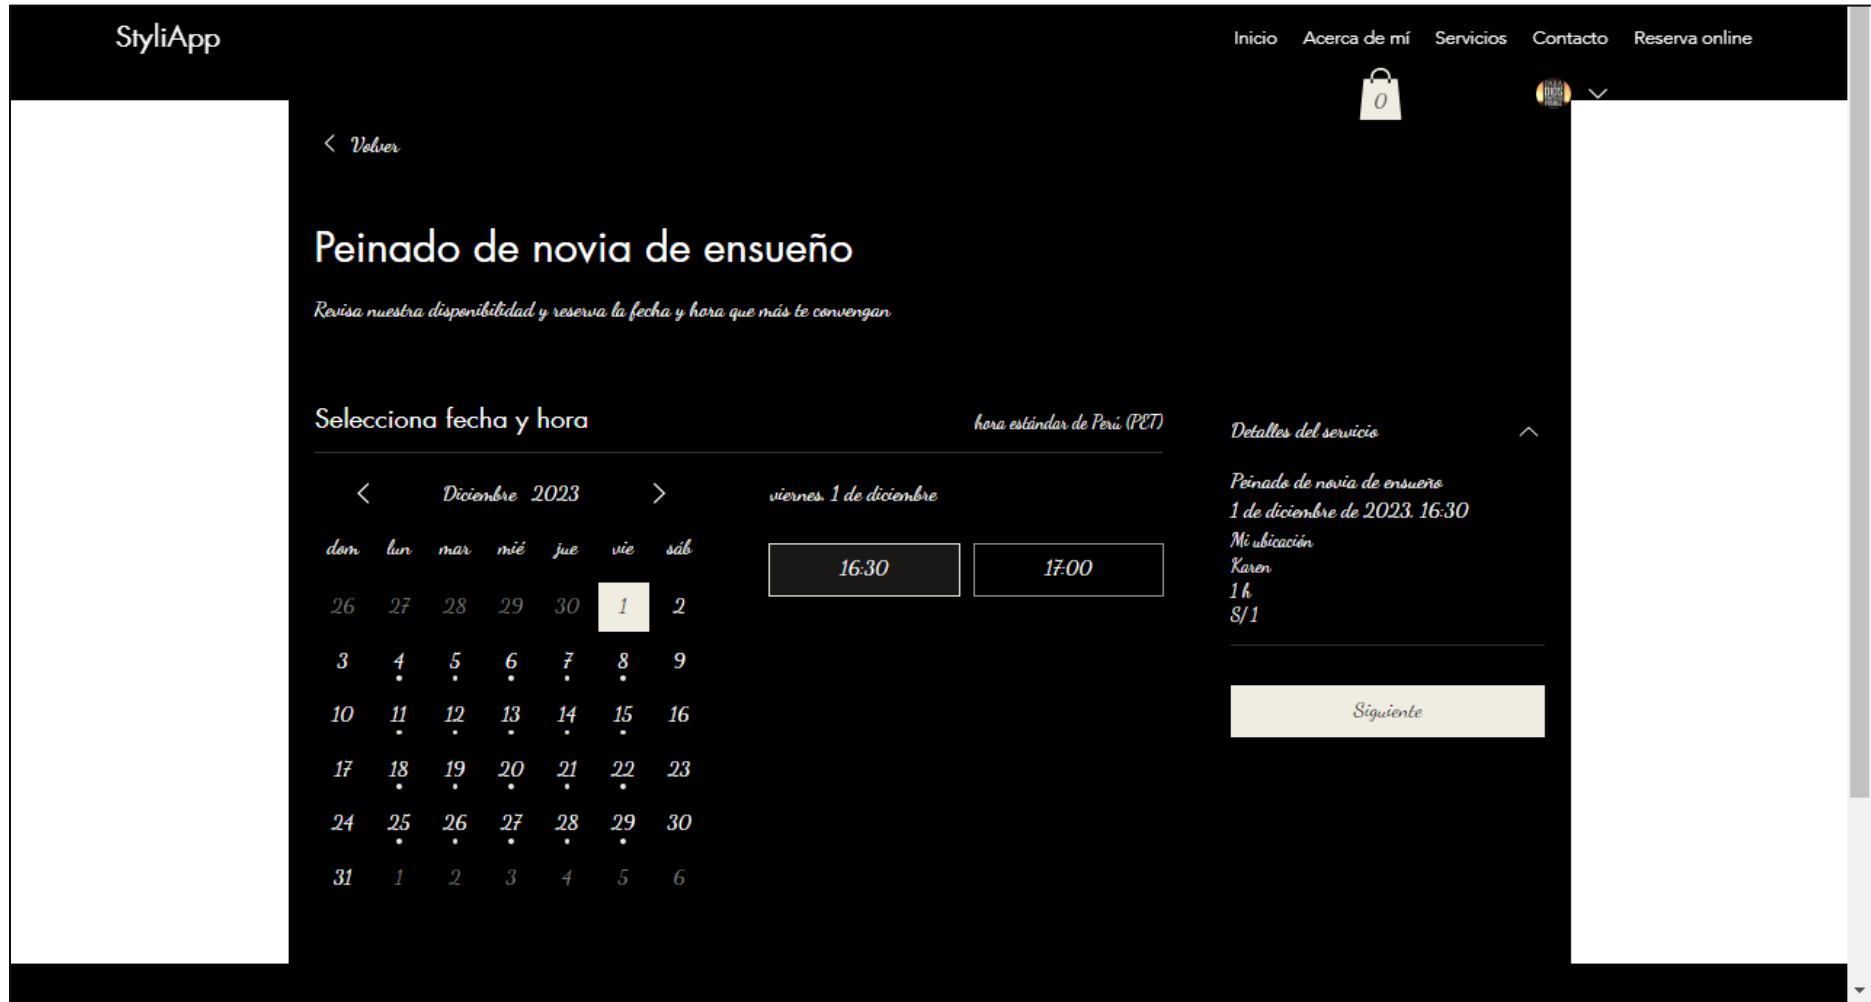 StyliApp
Inicio Acerca de mí Servicios Contacto Reserva online
0
Volver
Peinado de novia de ensueño
Revisa nuestra disponibilidad y reserva la fecha y hora que más te convengan
Selecciona fecha y hora
hora estándar de Perú (PET)
Diciembre 2023
dom lun mar mié jue vie sáb
26 27 28 29 30 1 2
3 4 5 6 7 8 9
10 11 12 13 14 15 16
17 18 19 20 21 22 23
24 25 26 27 28 29 30
31 1 2 3 4 5 6
viernes, 1 de diciembre
16:30 17:00
Detalles del servicio
Peinado de novia de ensueño
1 de diciembre de 2023, 16:30
Mi ubicación
Karen
1 h
S/ 1
Siguiente